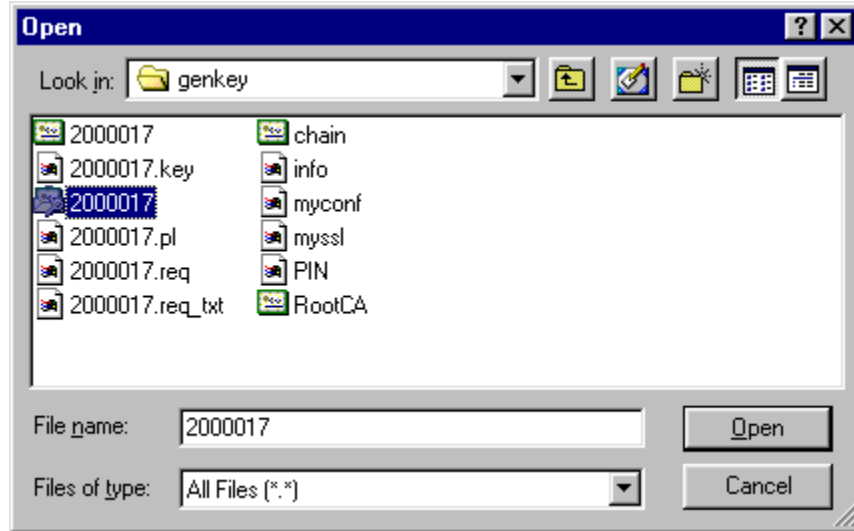 Open
Look in: genkey
2000017
2000017.key
2000017
2000017.pl
2000017.req
2000017.req_txt
chain
info
myconf
myssl
PIN
RootCA
File name: 2000017 Open
Files of type: All Files (*.*) Cancel